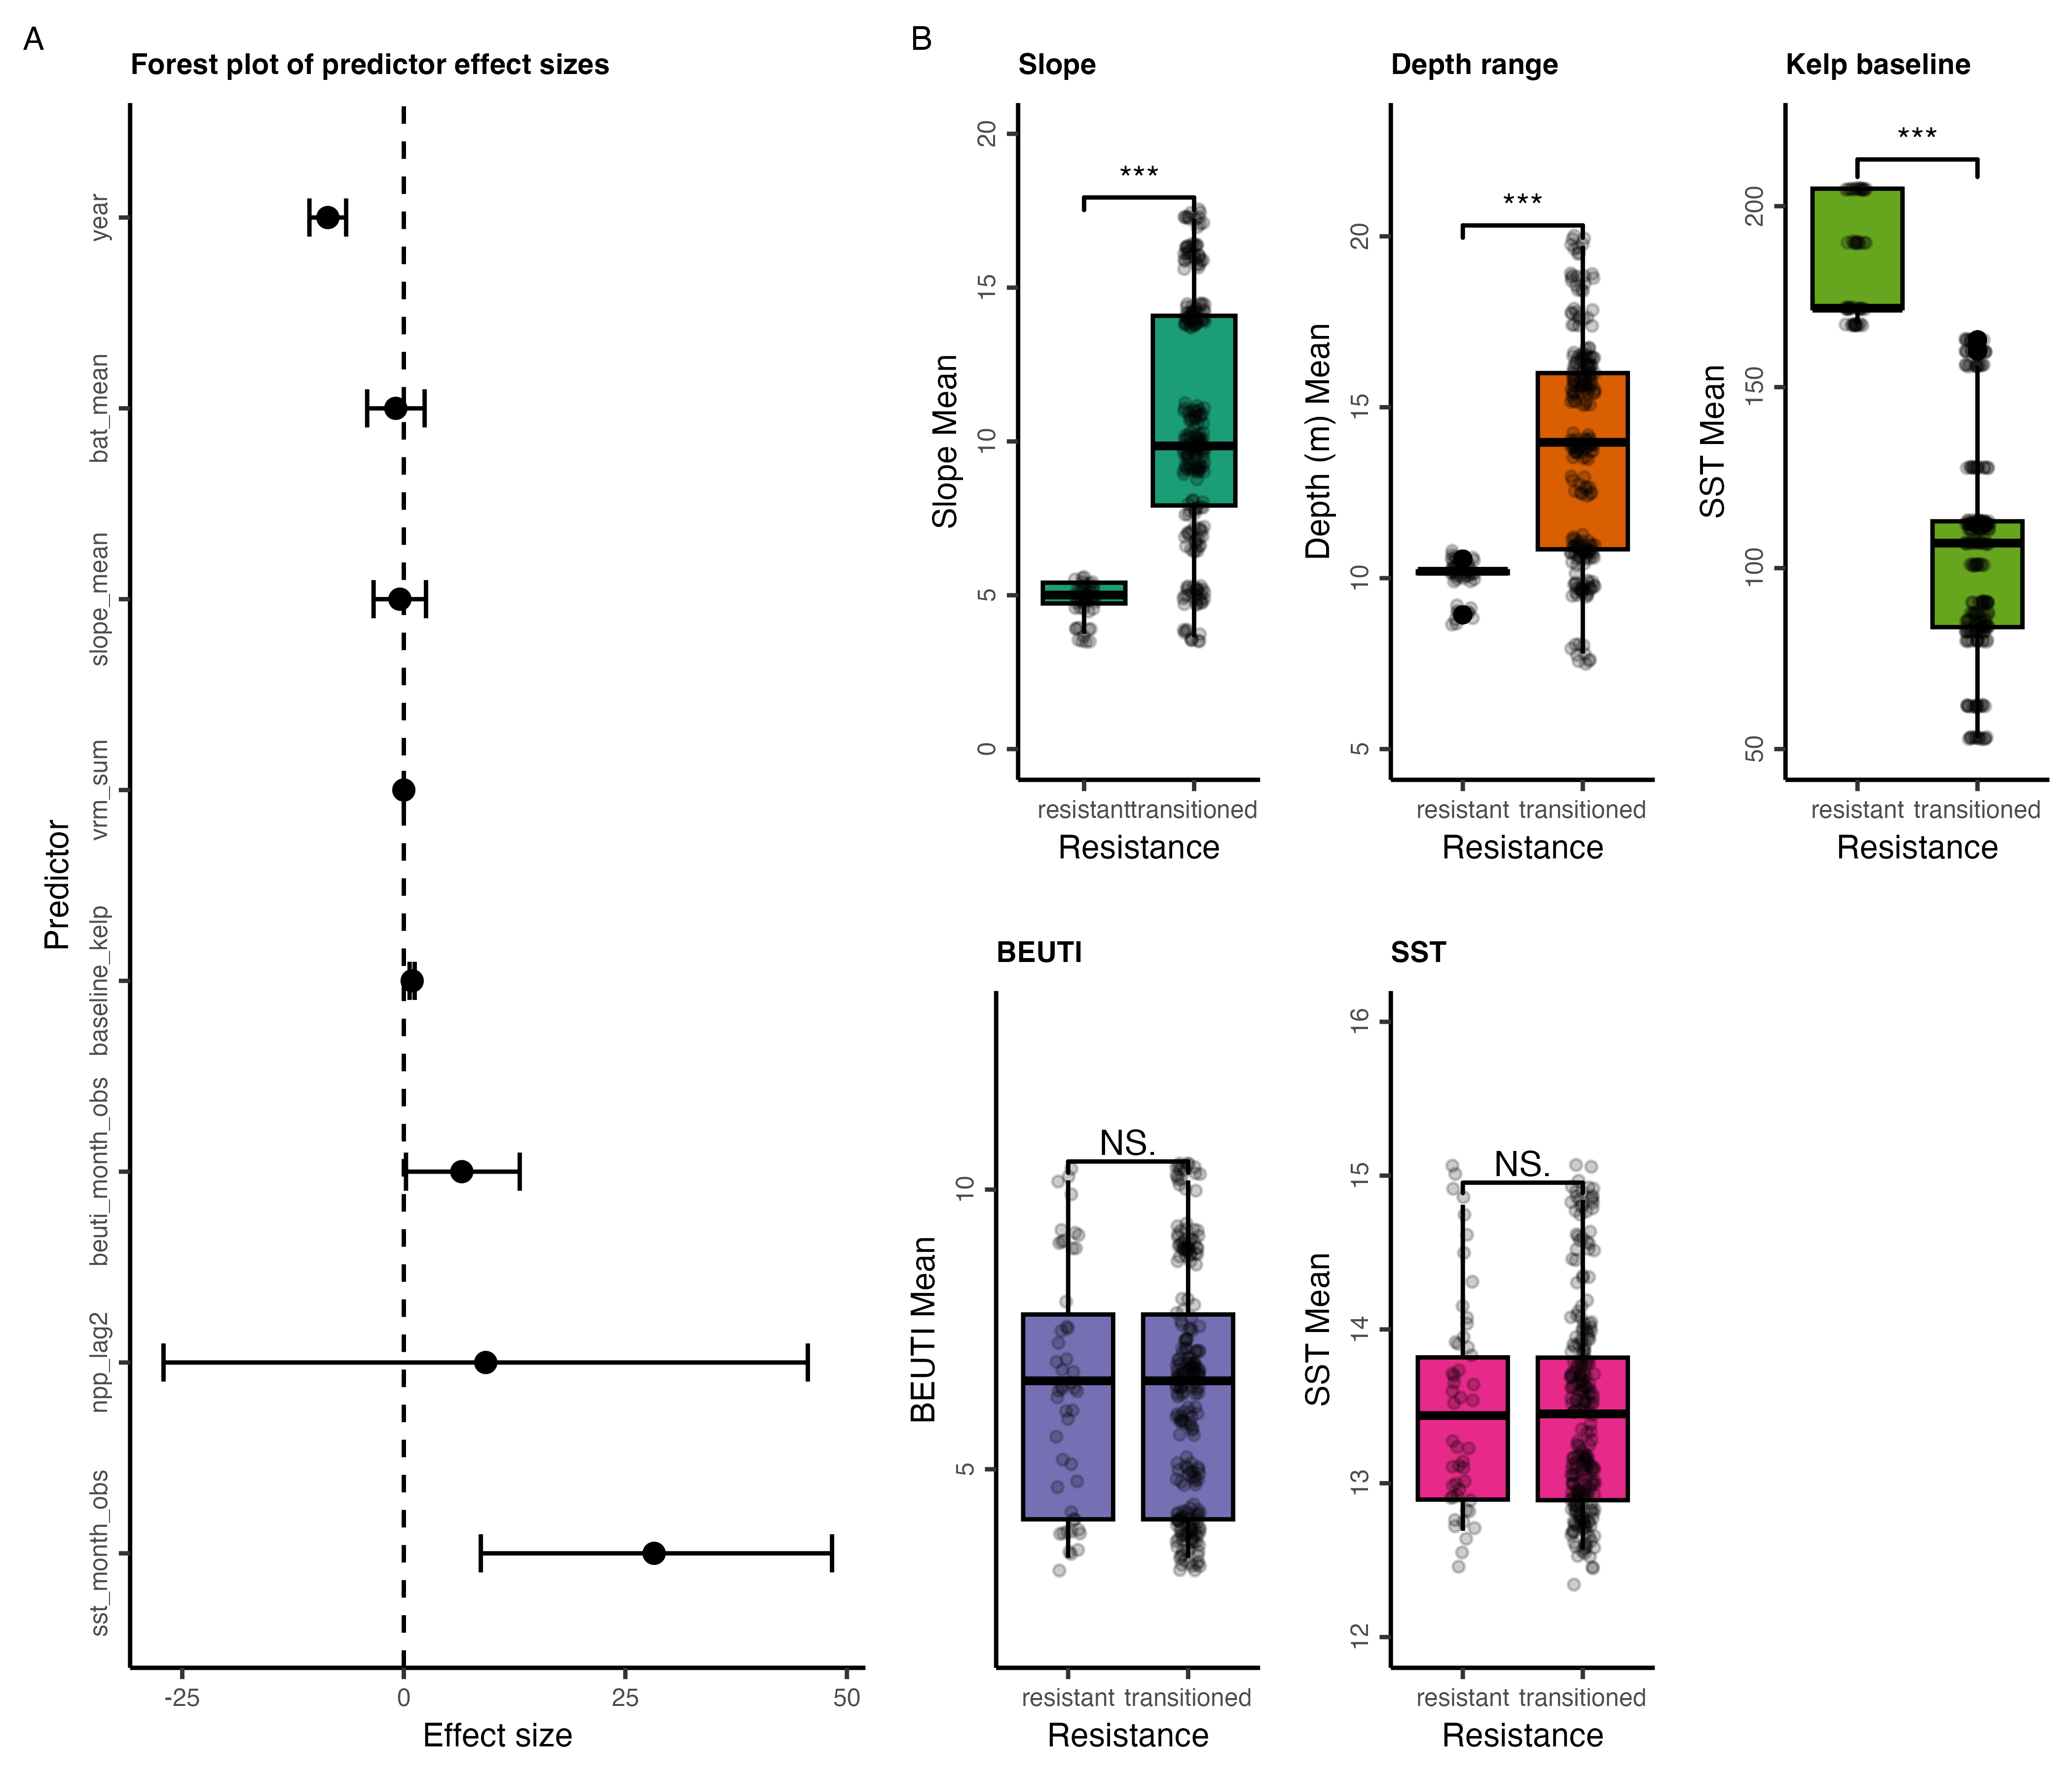 A
Forest plot of predictor effect sizes
Predictor
year
bat_mean
slope_mean
vrm_sum
baseline_kelp
beuti_month_obs
npp_lag2
sst_month_obs
-25 0 25 50
Effect size
B
Slope
Slope Mean
20
15
10
5
0
***
resistant transitioned
Resistance
Depth range
Depth (m) Mean
20
15
10
5
***
resistant transitioned
Resistance
Kelp baseline
SST Mean
200
150
100
50
***
resistant transitioned
Resistance
BEUTI
BEUTI Mean
10
5
NS.
resistant transitioned
Resistance
SST
SST Mean
16
15
14
13
12
NS.
resistant transitioned
Resistance